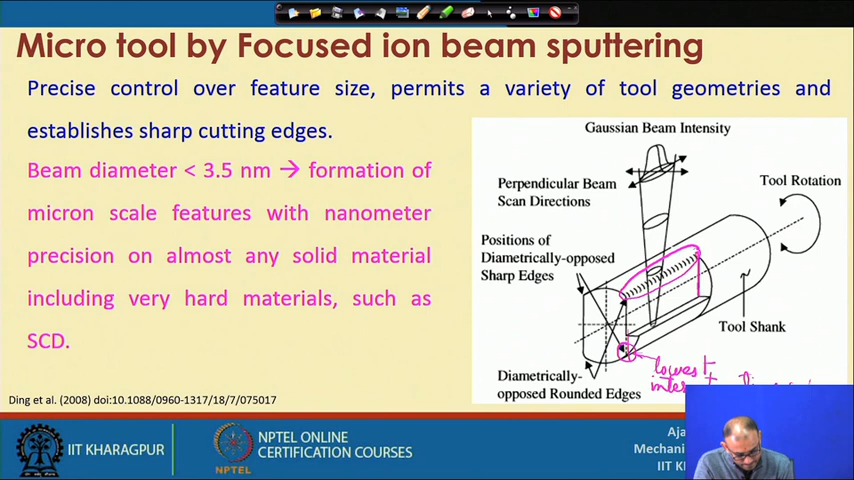 Micro tool by Focused ion beam sputtering
Precise control over feature size, permits a variety of tool geometries and
establishes sharp cutting edges.
Beam diameter < 3.5 nm → formation of
micron scale features with nanometer
precision on almost any solid material
including very hard materials, such as
SCD.
Gaussian Beam Intensity
Perpendicular Beam
Scan Directions
Tool Rotation
Positions of
Diametrically-opposed
Sharp Edges
Tool Shank
Diametrically-
opposed Rounded Edges
lowest
Ding et al. (2008) doi:10.1088/0960-1317/18/7/075017
IIT KHARAGPUR
NPTEL
NPTEL ONLINE
CERTIFICATION COURSES
Aja
Mechani
IIT K